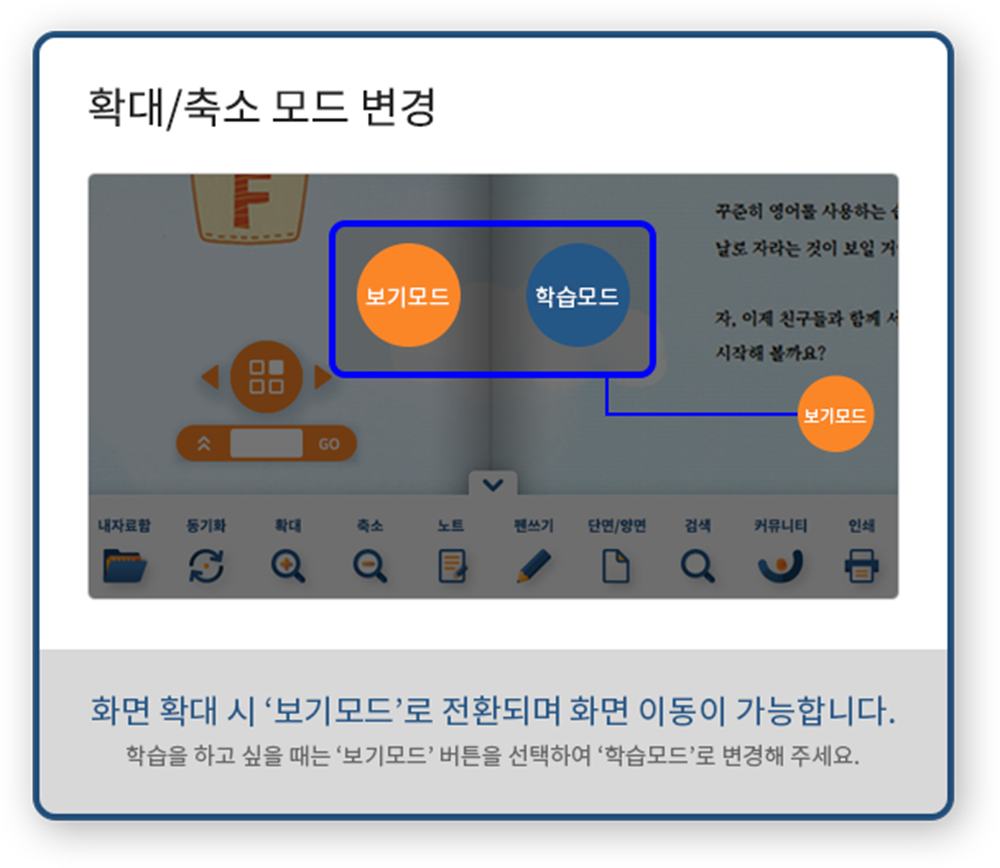 확대/축소 모드 변경
F
꾸준히 영어를 사용하는
날로 자라는 것이 보일
보기모드
학습모드
자, 이제 친구들과 함께
시작해 볼까요?
보기모드
GO
내자료함
동기화
확대
축소
노트
펜쓰기
단면/양면
검색
커뮤니티
인쇄
화면 확대 시 ‘보기모드’로 전환되며 화면 이동이 가능합니다.
학습을 하고 싶을 때는 ‘보기모드’ 버튼을 선택하여 ‘학습모드’로 변경해 주세요.